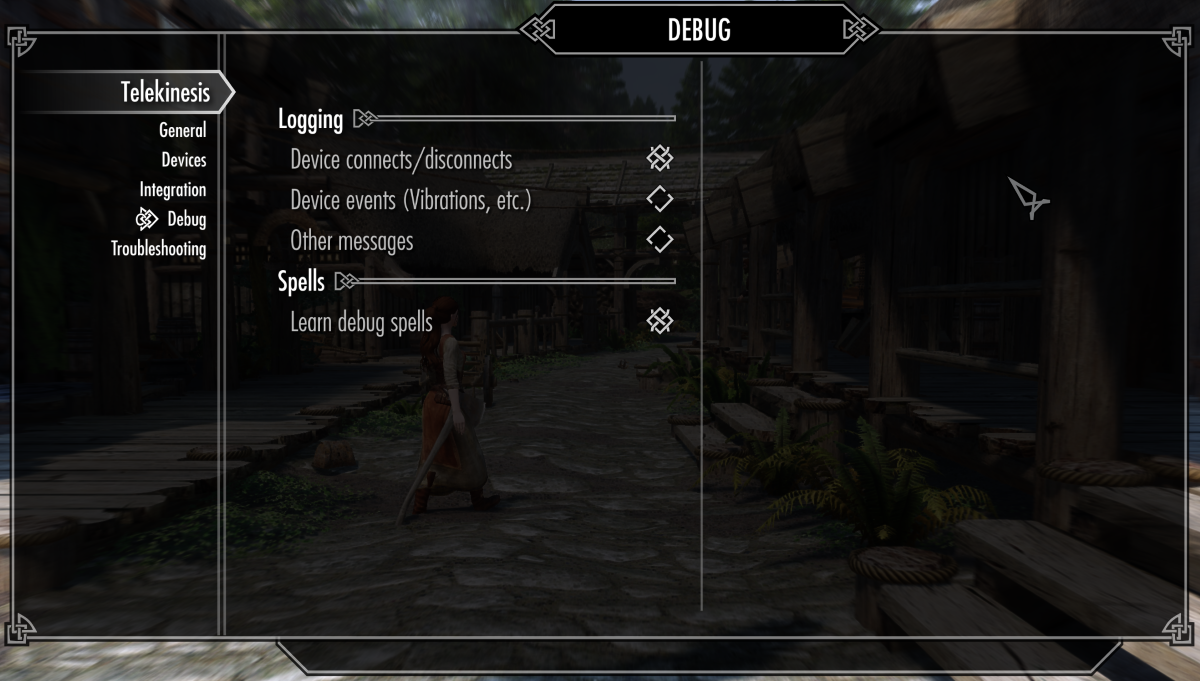 DEBUG
Telekinesis
General
Devices
Integration
Debug
Troubleshooting
Logging
Device connects/disconnects
Device events (Vibrations, etc.)
Other messages
Spells
Learn debug spells